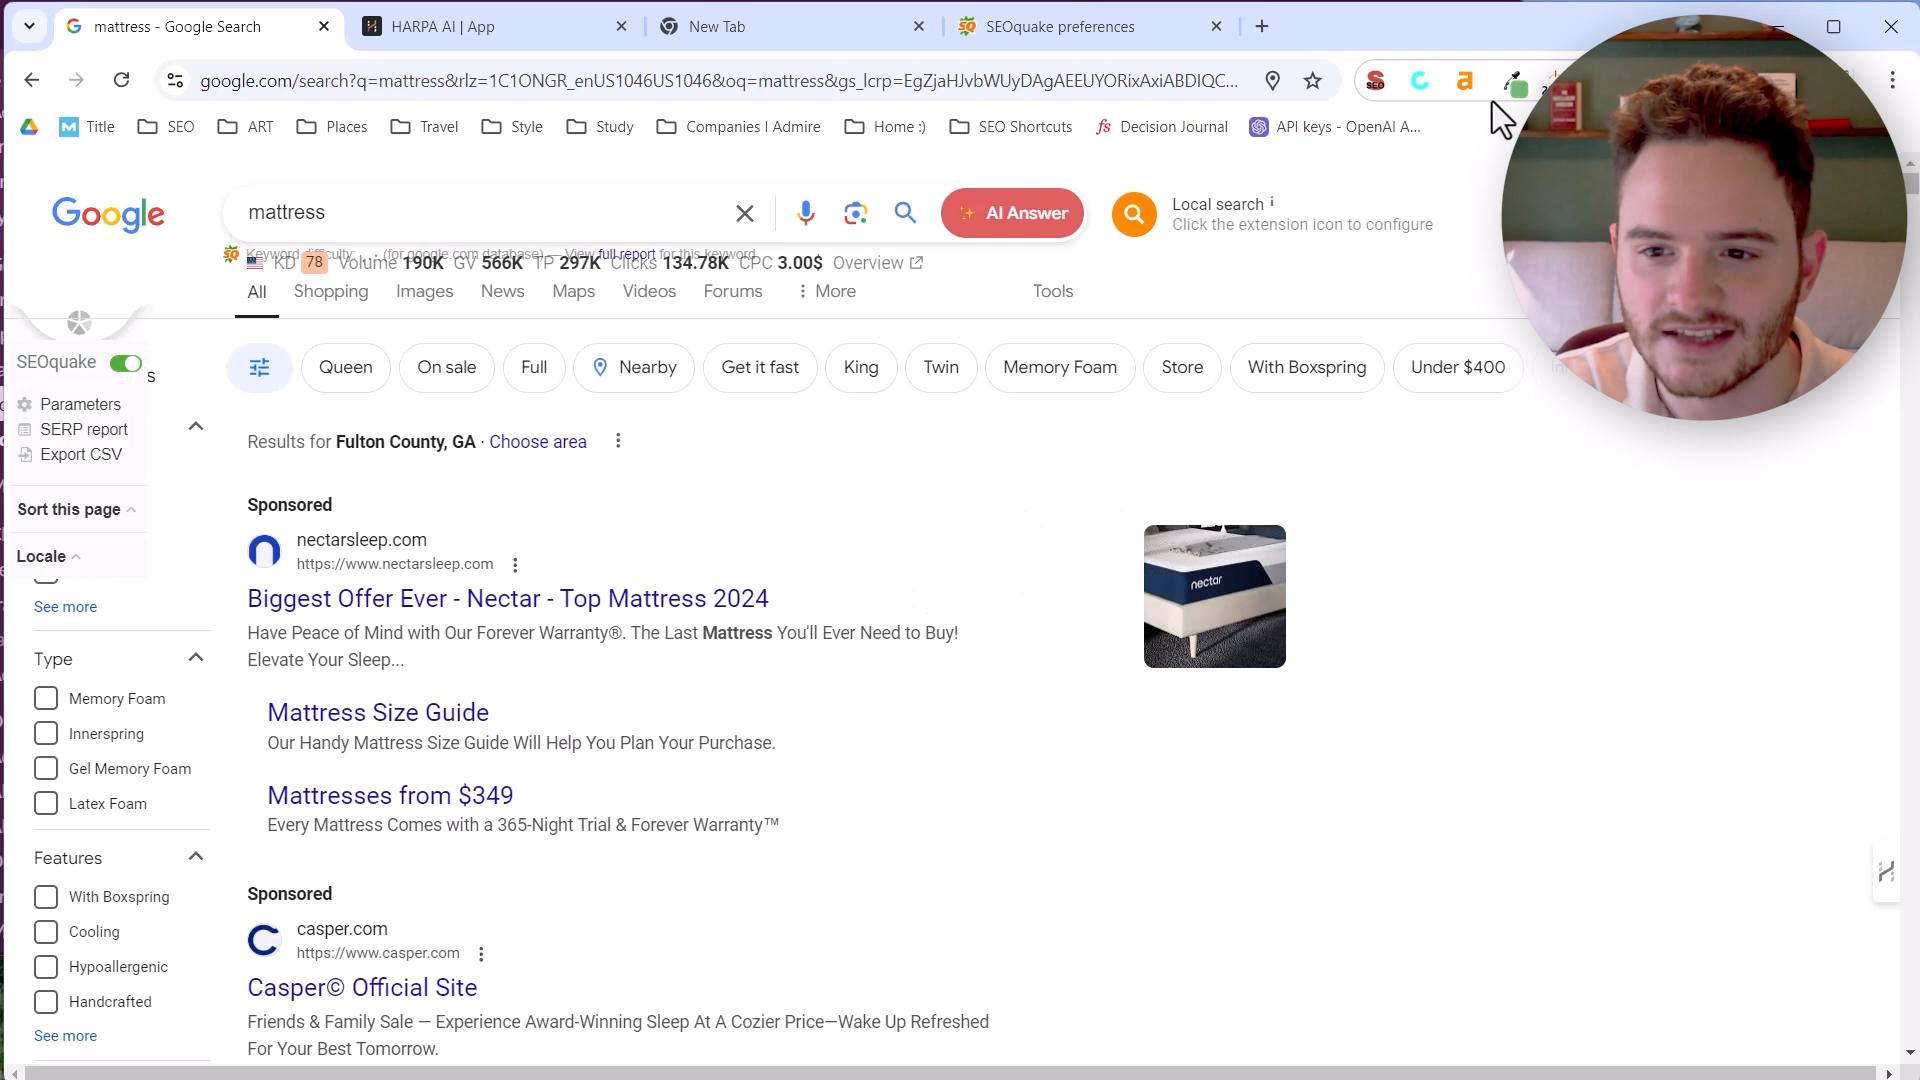 mattress - Google Search
HARPA AI | App
New Tab
SEOquake preferences
google.com/search?q=mattress&rlz=1C1ONGR_enUS1046US1046&oq=mattress&gs_lcrp=EgZjaHJvbWUyDAgAEEUYORixAxiABDIQC...
Title
SEO
ART
Places
Travel
Style
Study
Companies I Admire
Home :)
SEO Shortcuts
Decision Journal
API keys - OpenAI A...
Google
mattress
AI Answer
Local search i
Click the extension icon to configure
Keyword difficulty: ... (for google.com database) — View full report for this keyword
KD 78 Volume 190K GV 566K TP 297K Clicks 134.78K CPC 3.00$ Overview
All
Shopping
Images
News
Maps
Videos
Forums
More
Tools
SEOquake
Parameters
SERP report
Export CSV
Sort this page
Locale
Queen
On sale
Full
Nearby
Get it fast
King
Twin
Memory Foam
Store
With Boxspring
Under $400
Results for Fulton County, GA · Choose area
See more
Type
Memory Foam
Innerspring
Gel Memory Foam
Latex Foam
Features
With Boxspring
Cooling
Hypoallergenic
Handcrafted
See more
Sponsored
nectarsleep.com
https://www.nectarsleep.com
Biggest Offer Ever - Nectar - Top Mattress 2024
Have Peace of Mind with Our Forever Warranty®. The Last Mattress You'll Ever Need to Buy!
Elevate Your Sleep...
nectar
Mattress Size Guide
Our Handy Mattress Size Guide Will Help You Plan Your Purchase.
Mattresses from $349
Every Mattress Comes with a 365-Night Trial & Forever Warranty™
Sponsored
casper.com
https://www.casper.com
Casper© Official Site
Friends & Family Sale — Experience Award-Winning Sleep At A Cozier Price—Wake Up Refreshed
For Your Best Tomorrow.